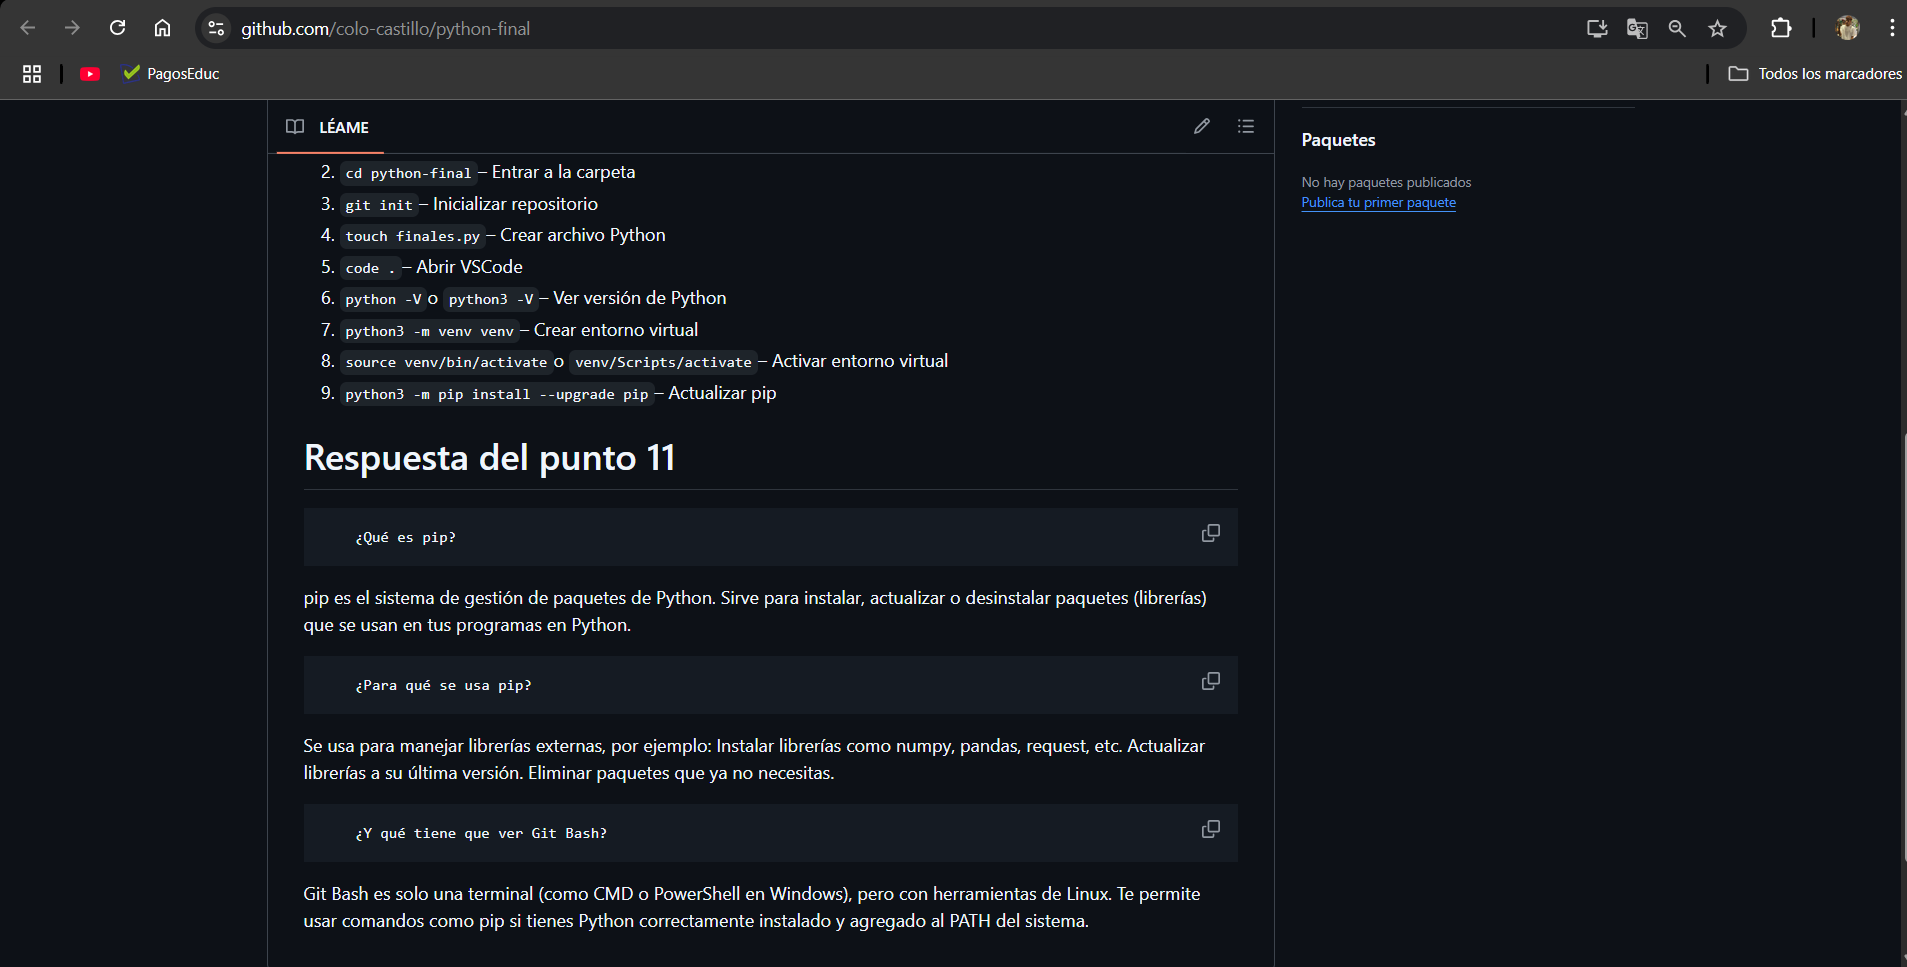 github.com/colo-castillo/python-final
PagosEduc
Todos los marcadores
LÉAME
2. cd python-final – Entrar a la carpeta
3. git init – Inicializar repositorio
4. touch finales.py – Crear archivo Python
5. code . – Abrir VSCode
6. python -V o python3 -V – Ver versión de Python
7. python3 -m venv venv – Crear entorno virtual
8. source venv/bin/activate o venv/Scripts/activate – Activar entorno virtual
9. python3 -m pip install --upgrade pip – Actualizar pip
Respuesta del punto 11
¿Qué es pip?
pip es el sistema de gestión de paquetes de Python. Sirve para instalar, actualizar o desinstalar paquetes (librerías)
que se usan en tus programas en Python.
¿Para qué se usa pip?
Se usa para manejar librerías externas, por ejemplo: Instalar librerías como numpy, pandas, request, etc. Actualizar
librerías a su última versión. Eliminar paquetes que ya no necesitas.
¿Y qué tiene que ver Git Bash?
Git Bash es solo una terminal (como CMD o PowerShell en Windows), pero con herramientas de Linux. Te permite
usar comandos como pip si tienes Python correctamente instalado y agregado al PATH del sistema.
Paquetes
No hay paquetes publicados
Publica tu primer paquete